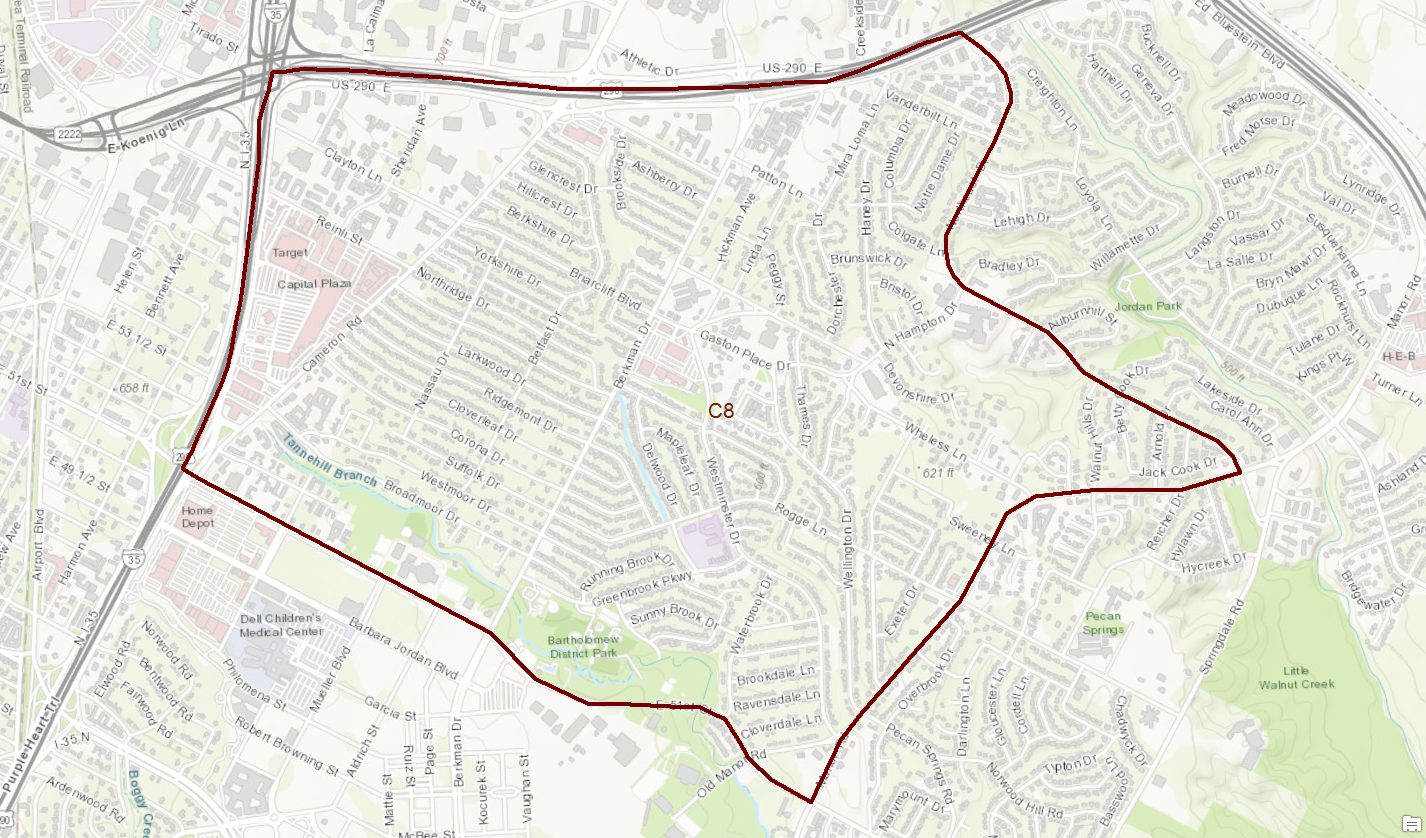 Tirado St
35
La Calma
700 ft
Athletic Dr
Creekside
US-290 E
US-290 E
290
2222
E Koenig Ln
N I-35
Ed Bluestein Blvd
Bucknell Dr
Hartnell Dr
Geneva Dr
Creighton Ln
Meadowood Dr
Fred Morse Dr
Burnell Dr
Lynridge Dr
Val Dr
Vanderbilt Ln
Mira Loma Ln
Columbia Dr
Notre Dame Dr
Sheridan Ave
Clayton Ln
Glencrest Dr
Hillcrest Dr
Berkshire Dr
Brookside Dr
Ashberry Dr
Patton Ln
Hickman Ave
Linda Ln
Peggy St
Haney Dr
Colgate Ln
Lehigh Dr
Loyola Ln
Willamette Dr
Langston Dr
Vassar Dr
Susquehanna Ln
La Salle Dr
Bryn Mawr Dr
Dubuque Ln
Rockhurst Ln
Manor Rd
Reinli St
Target
Capital Plaza
Yorkshire Dr
Northridge Dr
Briarcliff Blvd
Brunswick Dr
Dorchester Dr
Bristol Dr
Bradley Dr
N Hampton Dr
Jordan Park
Auburnhill St
Tulane Dr
Kings Pt W
H-E-B
Turner Ln
Helen St
Bennett Ave
E 53 1/2 St
E 51st St
658 ft
Cameron Rd
Nassau Dr
Belfast Dr
Berkman Dr
Larkwood Dr
Ridgemont Dr
Cloverleaf Dr
Corona Dr
Suffolk Dr
Westmoor Dr
Broadmoor Dr
Tannehill Branch
Gaston Place Dr
C8
Thames Dr
Devonshire Dr
Wheless Ln
621 ft
500 ft
Betty Cook Dr
Lakeside Dr
Carol Ann Dr
Walnut Hills Dr
Jack Cook Dr
Mapleleaf Dr
Delwood Dr
Westminster Dr
Rogge Ln
Wellington Dr
Sweeney Ln
Reicher Dr
Hylawn Dr
Hycreek Dr
Ashland Dr
Bridgewater Dr
E 49 1/2 St
Airport Blvd
Harmon Ave
Home
Depot
35
N I-35
Running Brook Dr
Greenbrook Pkwy
Sunny Brook Dr
Waterbrook Dr
Exeter Dr
Pecan
Springs
Springdale Rd
Little
Walnut Creek
Dell Children's
Medical Center
Barbara Jordan Blvd
Mueller Blvd
Philomena St
Bartholomew
District Park
E 51st St
Brookdale Ln
Ravensdale Ln
Cloverdale Ln
Old Manor Rd
Overbrook Dr
Darlington Ln
Gloucester Ln
Cordell Ln
Chadwyck Dr
Pecan Springs Rd
Norwood Hill Rd
Tipton Dr
Marymount Dr
Norwood Rd
Elwood Rd
Bentwood Rd
Fairwood Rd
Purple Heart Trl
I-35 N
Ardenwood Rd
Garcia St
Robert Browning St
Aldrich St
Rinz St
Page St
Berkman Dr
Mattie St
Kocurek St
Vaughan St
McBee St